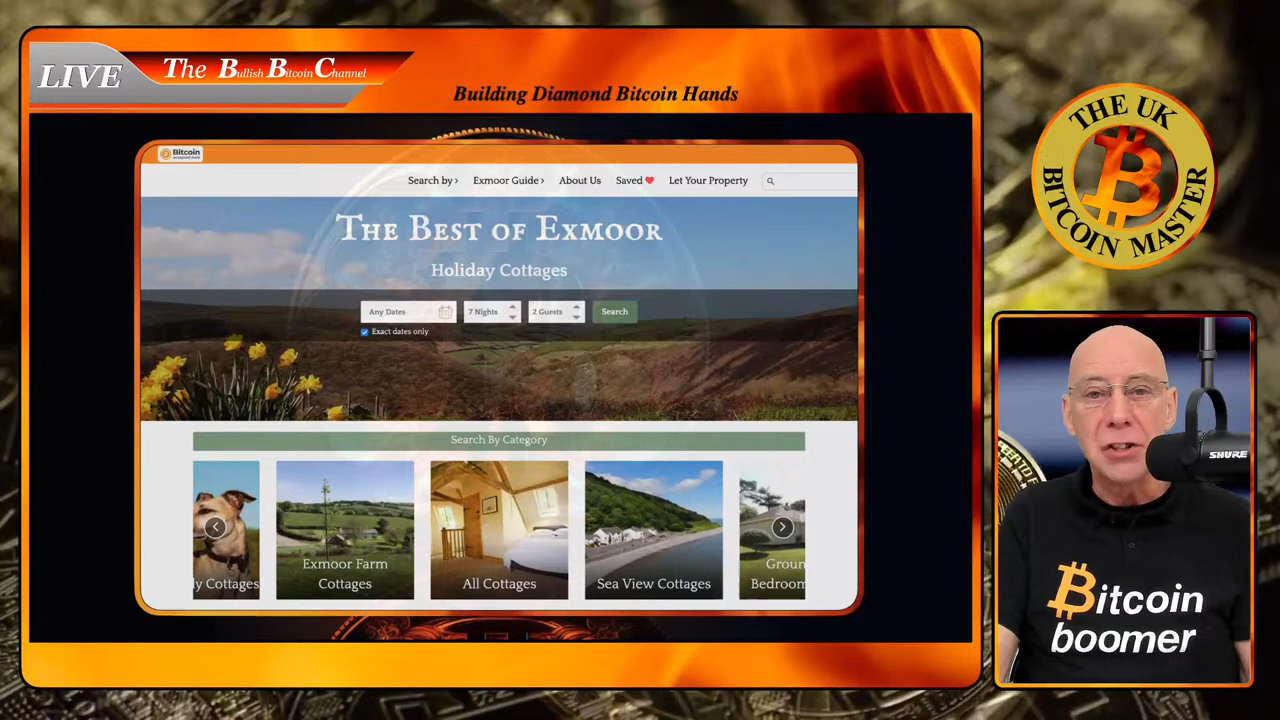 LIVE
The Bullish Bitcoin Channel
Building Diamond Bitcoin Hands
THE UK
BITCOIN MASTER
Bitcoin
accepted here
Search by ›
Exmoor Guide ›
About Us
Saved
Let Your Property
The Best of Exmoor
Holiday Cottages
Any Dates
7 Nights
2 Guests
Search
Exact dates only
Search By Category
ly Cottages
Exmoor Farm
Cottages
All Cottages
Sea View Cottages
Groun
Bedroom
SHURE
Bitcoin
boomer